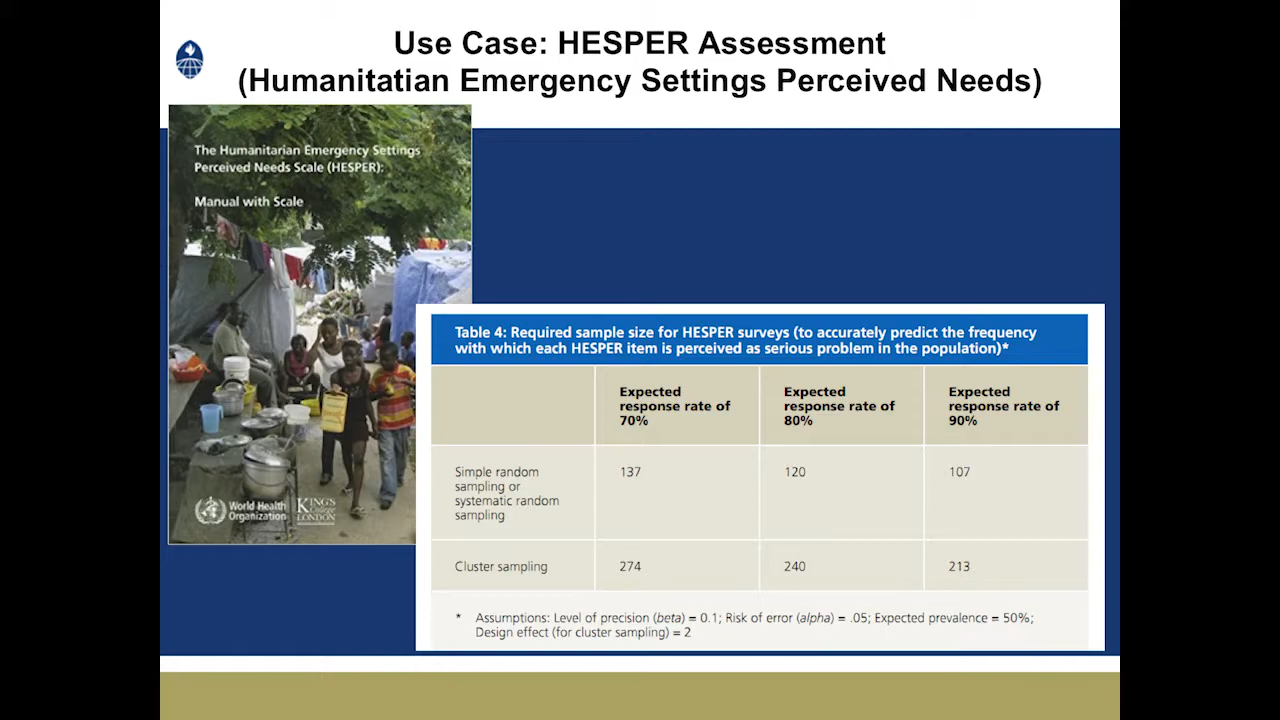 Use Case: HESPER Assessment
(Humanitatian Emergency Settings Perceived Needs)
The Humanitarian Emergency Settings
Perceived Needs Scale (HESPER):
Manual with Scale
World Health
Organization
KING'S
College
LONDON
Table 4: Required sample size for HESPER surveys (to accurately predict the frequency
with which each HESPER item is perceived as serious problem in the population)*
Expected
response rate of
70%
Expected
response rate of
80%
Expected
response rate of
90%
Simple random
sampling or
systematic random
sampling
137
120
107
Cluster sampling
274
240
213
* Assumptions: Level of precision (beta) = 0.1; Risk of error (alpha) = .05; Expected prevalence = 50%;
Design effect (for cluster sampling) = 2